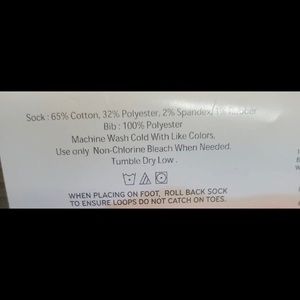 Sock : 65% Cotton, 32% Polyester, 2% Spandex, 1% Rubber
Bib : 100% Polyester
Machine Wash Cold With Like Colors.
Use only Non-Chlorine Bleach When Needed.
Tumble Dry Low .
WHEN PLACING ON FOOT, ROLL BACK SOCK
TO ENSURE LOOPS DO NOT CATCH ON TOES.